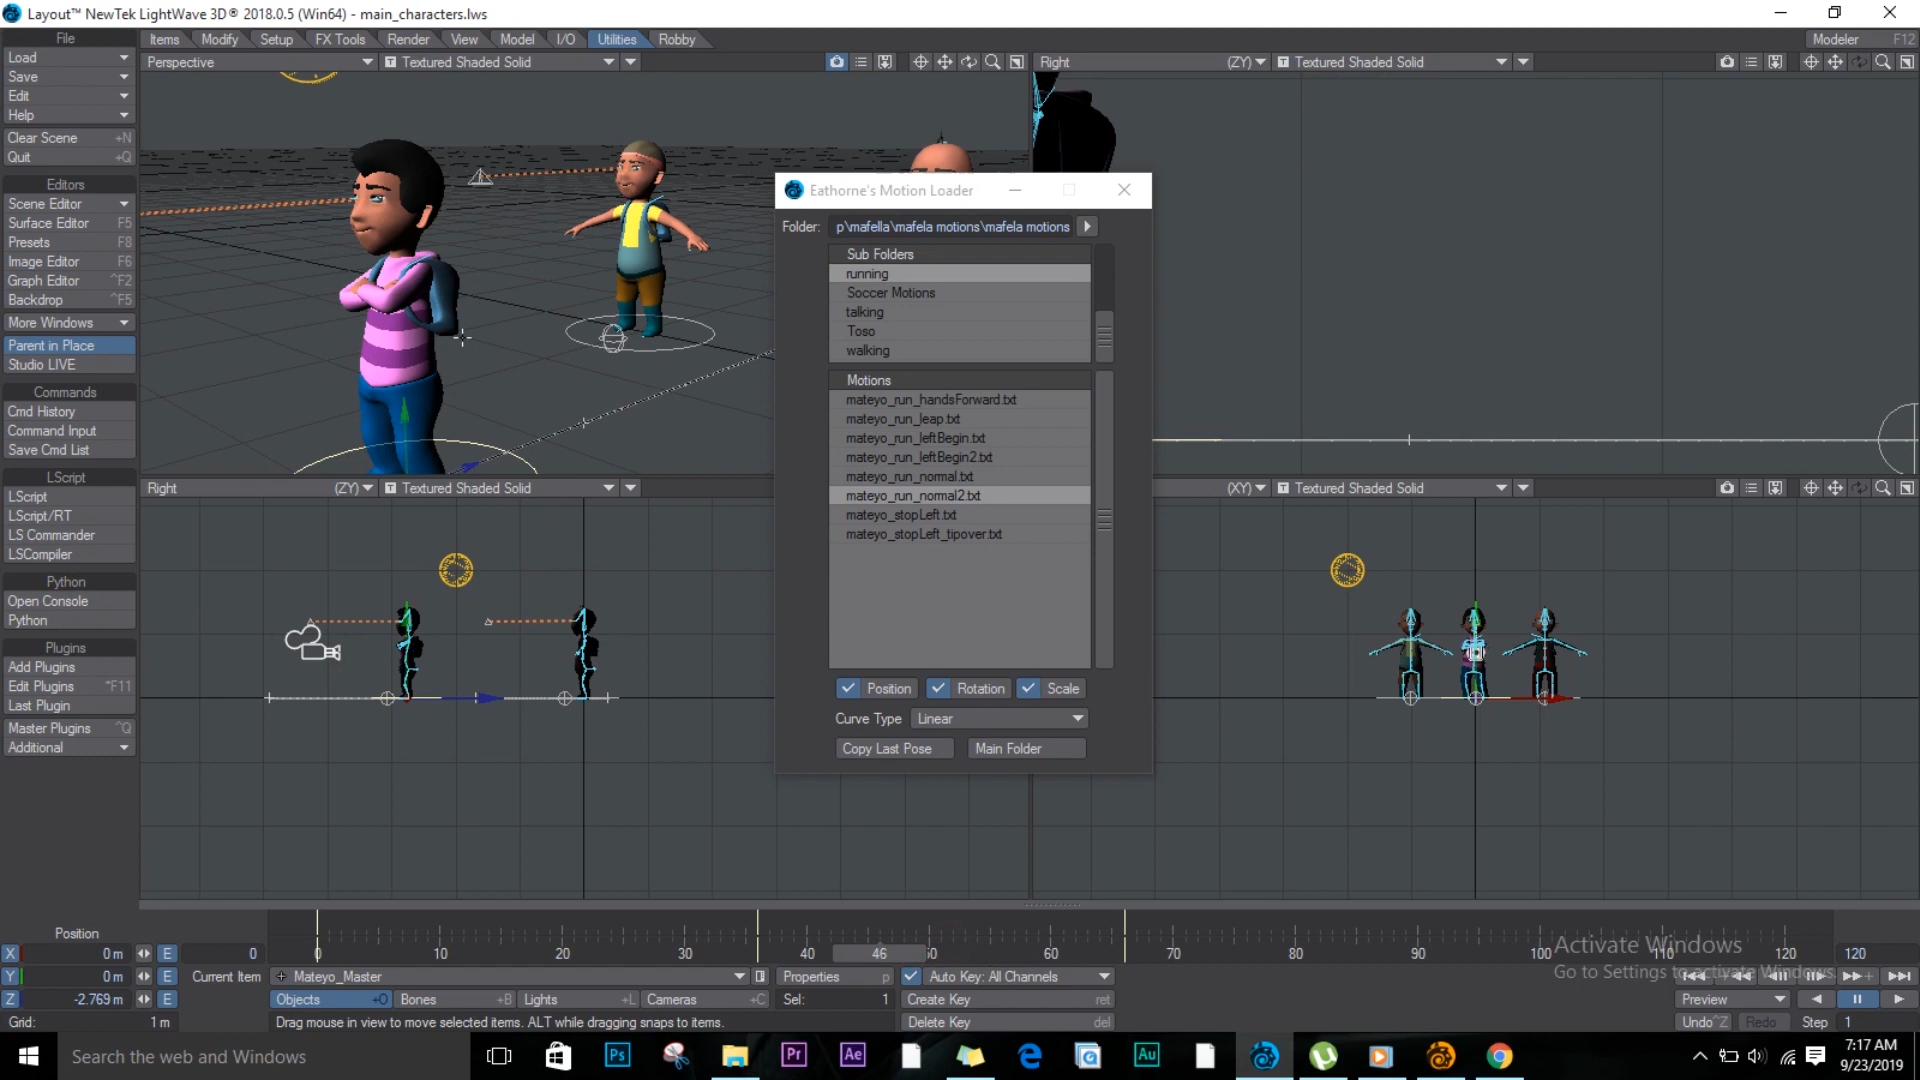 Layout™ NewTek LightWave 3D® 2018.0.5 (Win64) - main_characters.lws
File
Items Modify Setup FX Tools Render View Model I/O Utilities Robby
Modeler F12
Load
Perspective Textured Shaded Solid
Right (ZY) Textured Shaded Solid
Save
Edit
Help
Clear Scene +N
Quit +Q
Editors
Scene Editor
Surface Editor F5
Presets F8
Image Editor F6
Graph Editor ^F2
Backdrop ^F5
More Windows
Parent in Place
Studio LIVE
Commands
Cmd History
Command Input
Save Cmd List
LScript
LScript
LScript/RT
LS Commander
LSCompiler
Python
Open Console
Python
Plugins
Add Plugins
Edit Plugins ^F11
Last Plugin
Master Plugins ^Q
Additional
Eathorne's Motion Loader
Folder: p\mafella\mafela motions\mafela motions
Sub Folders
running
Soccer Motions
talking
Toso
walking
Motions
mateyo_run_handsForward.txt
mateyo_run_leap.txt
mateyo_run_leftBegin.txt
mateyo_run_leftBegin2.txt
mateyo_run_normal.txt
mateyo_run_normal2.txt
mateyo_stopLeft.txt
mateyo_stopLeft_tipover.txt
Position Rotation Scale
Curve Type Linear
Copy Last Pose Main Folder
Right (ZY) Textured Shaded Solid
(XY) Textured Shaded Solid
Position
X 0 m E 0
0 10 20 30 40 46 50 60 70 80 90 100 110 120 120
Y 0 m E Current Item Mateyo_Master Properties p Auto Key: All Channels
Z -2.769 m E Objects +O Bones +B Lights +L Cameras +C Sel: 1 Create Key ret
Preview
Grid: 1 m Drag mouse in view to move selected items. ALT while dragging snaps to items. Delete Key del
Undo ^Z Redo Step 1
Activate Windows
Go to Settings to activate Windows.
Search the web and Windows
Ps Pr Ae Au
7:17 AM
9/23/2019